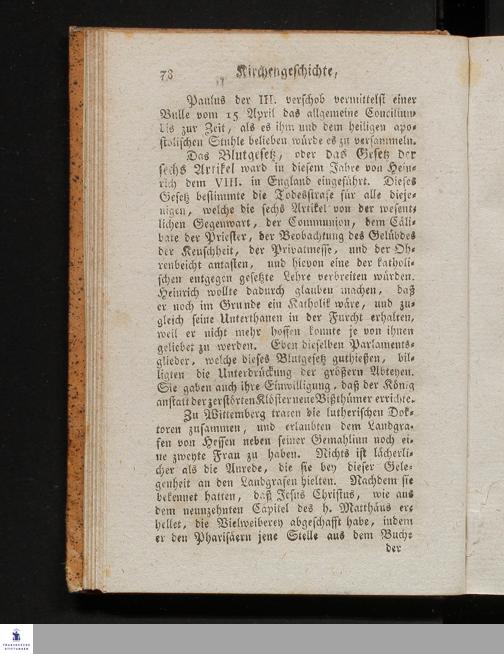 78 Kirchengeschichte,
Paulus der III. verschob vermittelst einer
Bulle vom 15 April das allgemeine Concilium
bis zur Zeit, als es ihm und dem heiligen apo⸗
stolischen Stuhle belieben würde es zu versammeln.
Das Blutgesetz, oder das Gesetz der
sechs Artikel ward in diesem Jahre von Hein⸗
rich dem VIII. in England eingeführt. Dieses
Gesetz bestimmte die Todesstrafe für alle dieje⸗
nigen, welche die sechs Artikel von der wesent⸗
lichen Gegenwart, der Communion, dem Cäli⸗
bate der Priester, der Beobachtung des Gelübdes
der Keuschheit, der Privatmesse, und der Oh⸗
renbeicht antasten, und hievon eine der katholi⸗
schen entgegen gesetzte Lehre verbreiten würden.
Heinrich wollte dadurch glauben machen, daß
er noch im Grunde ein Katholik wäre, und zu⸗
gleich seine Unterthanen in der Furcht erhalten,
weil er nicht mehr hoffen konnte je von ihnen
geliebet zu werden. Eben dieselben Parlaments⸗
glieder, welche dieses Blutgesetz guthießen, bil⸗
ligten die Unterdrückung der größern Abteyen.
Sie gaben auch ihre Einwilligung, daß der König
anstatt der zerstörten Klöster neue Bißthümer errichte.
Zu Wittemberg traten die lutherischen Dok⸗
toren zusammen, und erlaubten dem Landgra⸗
fen von Hessen neben seiner Gemahlinn noch ei⸗
ne zweyte Frau zu haben. Nichts ist lächerli⸗
cher als die Anrede, die sie bey dieser Gele⸗
genheit an den Landgrafen hielten. Nachdem sie
bekennet hatten, daß Jesus Christus, wie aus
dem neunzehnten Capitel des h. Matthäus er⸗
hellet, die Vielweiberey abgeschafft habe, indem
er den Pharisäern jene Stelle aus dem Buch⸗
der
FRANCKESCHE
STIFTUNGEN